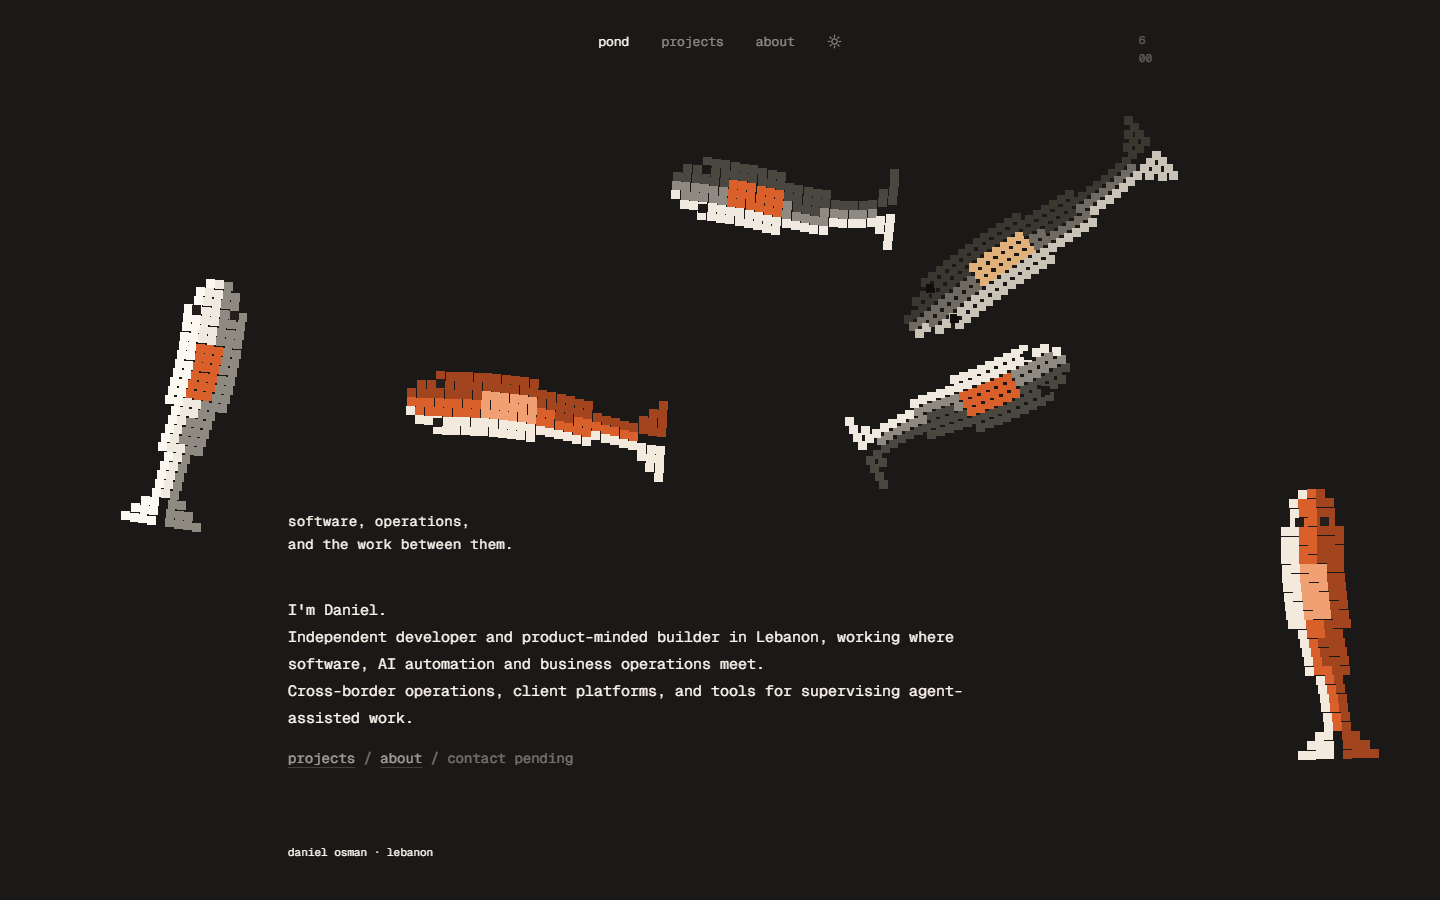 pond projects about
6
00
software, operations,
and the work between them.
I'm Daniel.
Independent developer and product-minded builder in Lebanon, working where
software, AI automation and business operations meet.
Cross-border operations, client platforms, and tools for supervising agent-
assisted work.
projects / about / contact pending
daniel osman · lebanon